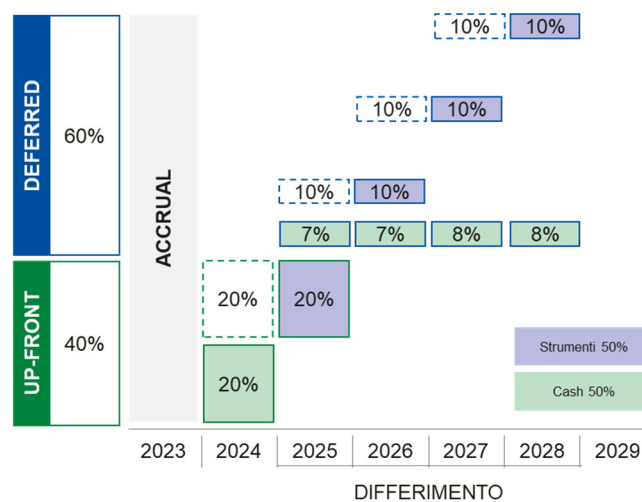 10% 10%
DEFERRED
60%
10% 10%
ACCRUAL
10% 10%
7% 7% 8% 8%
UP-FRONT
40%
20% 20%
Strumenti 50%
20%
Cash 50%
2023 2024 2025 2026 2027 2028 2029
DIFFERIMENTO